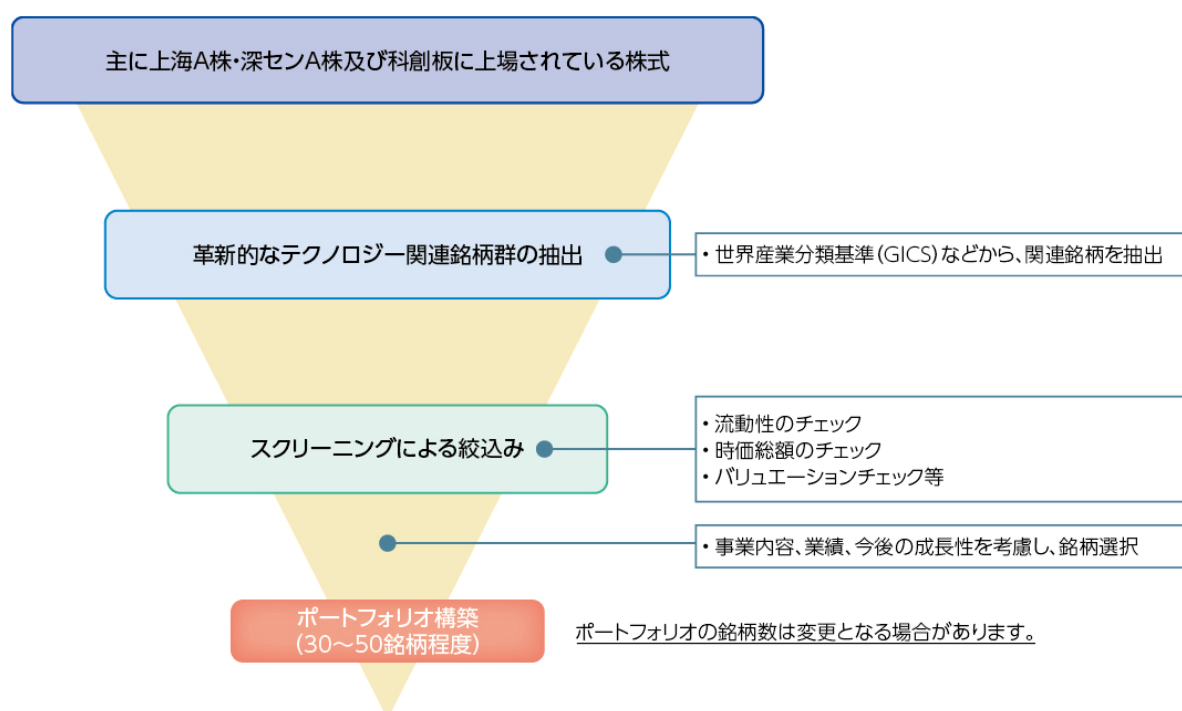 主に上海A株・深センA株及び科創板に上場されている株式
革新的なテクノロジー関連銘柄群の抽出
・世界産業分類基準(GICS)などから、関連銘柄を抽出
スクリーニングによる絞込み
・流動性のチェック
・時価総額のチェック
・バリュエーションチェック等
・事業内容、業績、今後の成長性を考慮し、銘柄選択
ポートフォリオ構築
(30〜50銘柄程度)
ポートフォリオの銘柄数は変更となる場合があります。